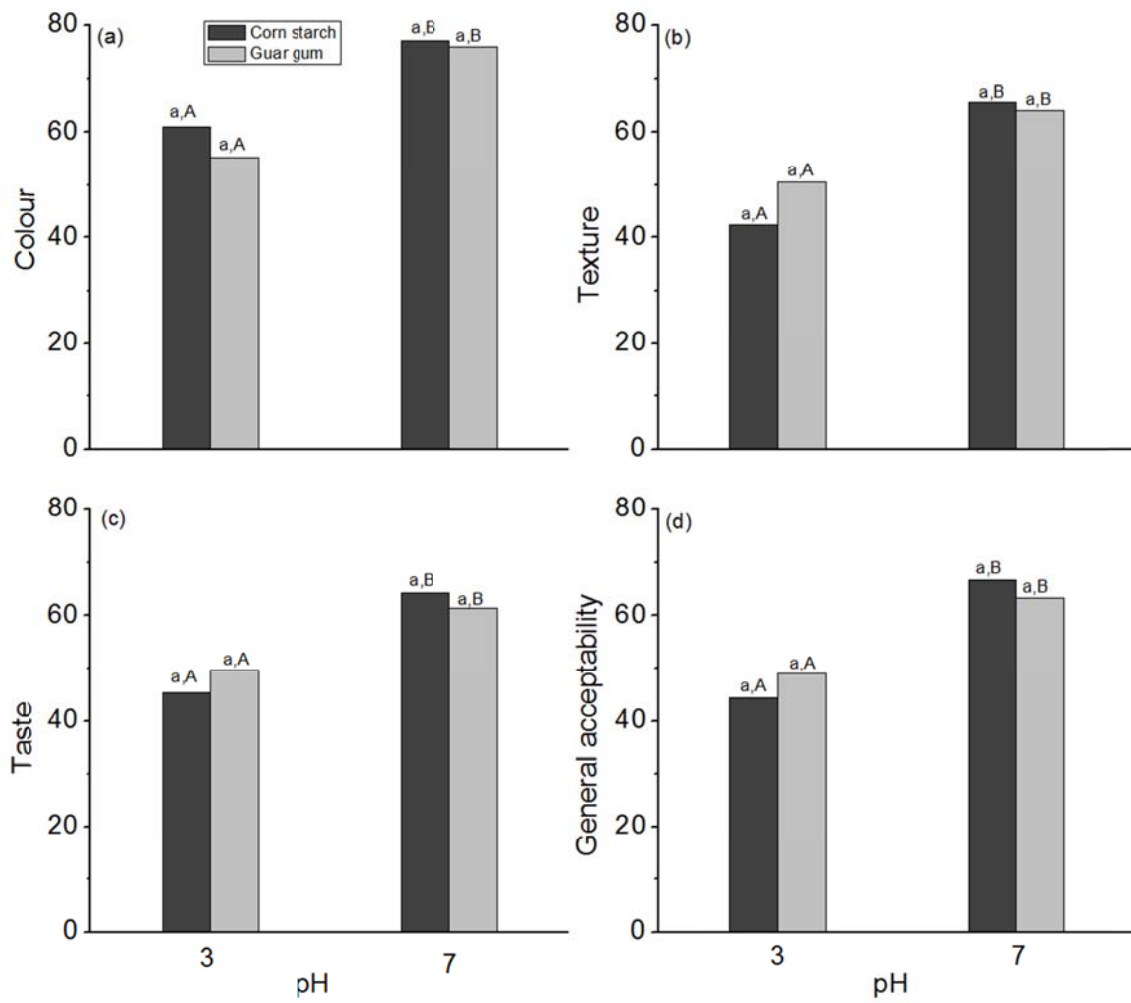 80
(a)
Corn starch
Guar gum
a,B
a,B
a,A
a,A
60
40
20
0
Colour
80
(b)
a,B
a,B
a,A
a,A
60
40
20
0
Texture
80
(c)
a,B
a,B
a,A
a,A
60
40
20
0
Taste
3
7
pH
80
(d)
a,B
a,B
a,A
a,A
60
40
20
0
General acceptability
3
7
pH